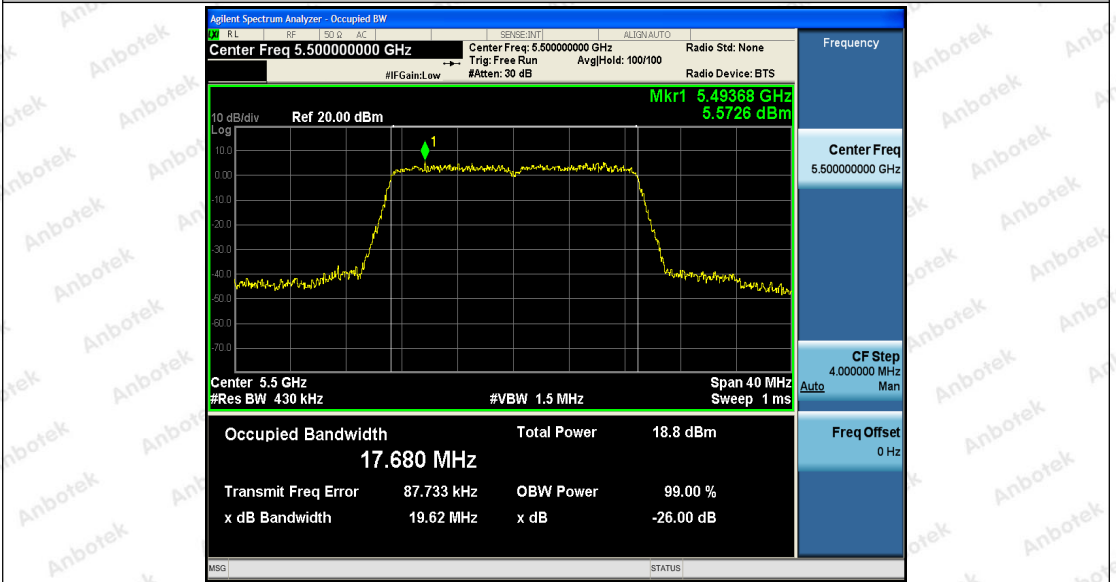 Agilent Spectrum Analyzer - Occupied BW
RL RF 50 Ω AC SENSE:INT ALIGNAUTO
Center Freq 5.500000000 GHz
Center Freq: 5.500000000 GHz
Radio Std: None
Trig: Free Run Avg|Hold: 100/100
#IFGain:Low
#Atten: 30 dB
Radio Device: BTS
Frequency
Mkr1 5.49368 GHz
5.5726 dBm
10 dB/div Ref 20.00 dBm
Log
1
10.0
0.00
-10.0
-20.0
-30.0
-40.0
-50.0
-60.0
-70.0
Center 5.5 GHz
Span 40 MHz
#Res BW 430 kHz
#VBW 1.5 MHz
Sweep 1 ms
Center Freq
5.500000000 GHz
CF Step
4.000000 MHz
Auto Man
Freq Offset
0 Hz
Occupied Bandwidth
Total Power 18.8 dBm
17.680 MHz
Transmit Freq Error 87.733 kHz OBW Power 99.00 %
x dB Bandwidth 19.62 MHz x dB -26.00 dB
MSG
STATUS
Anbotek